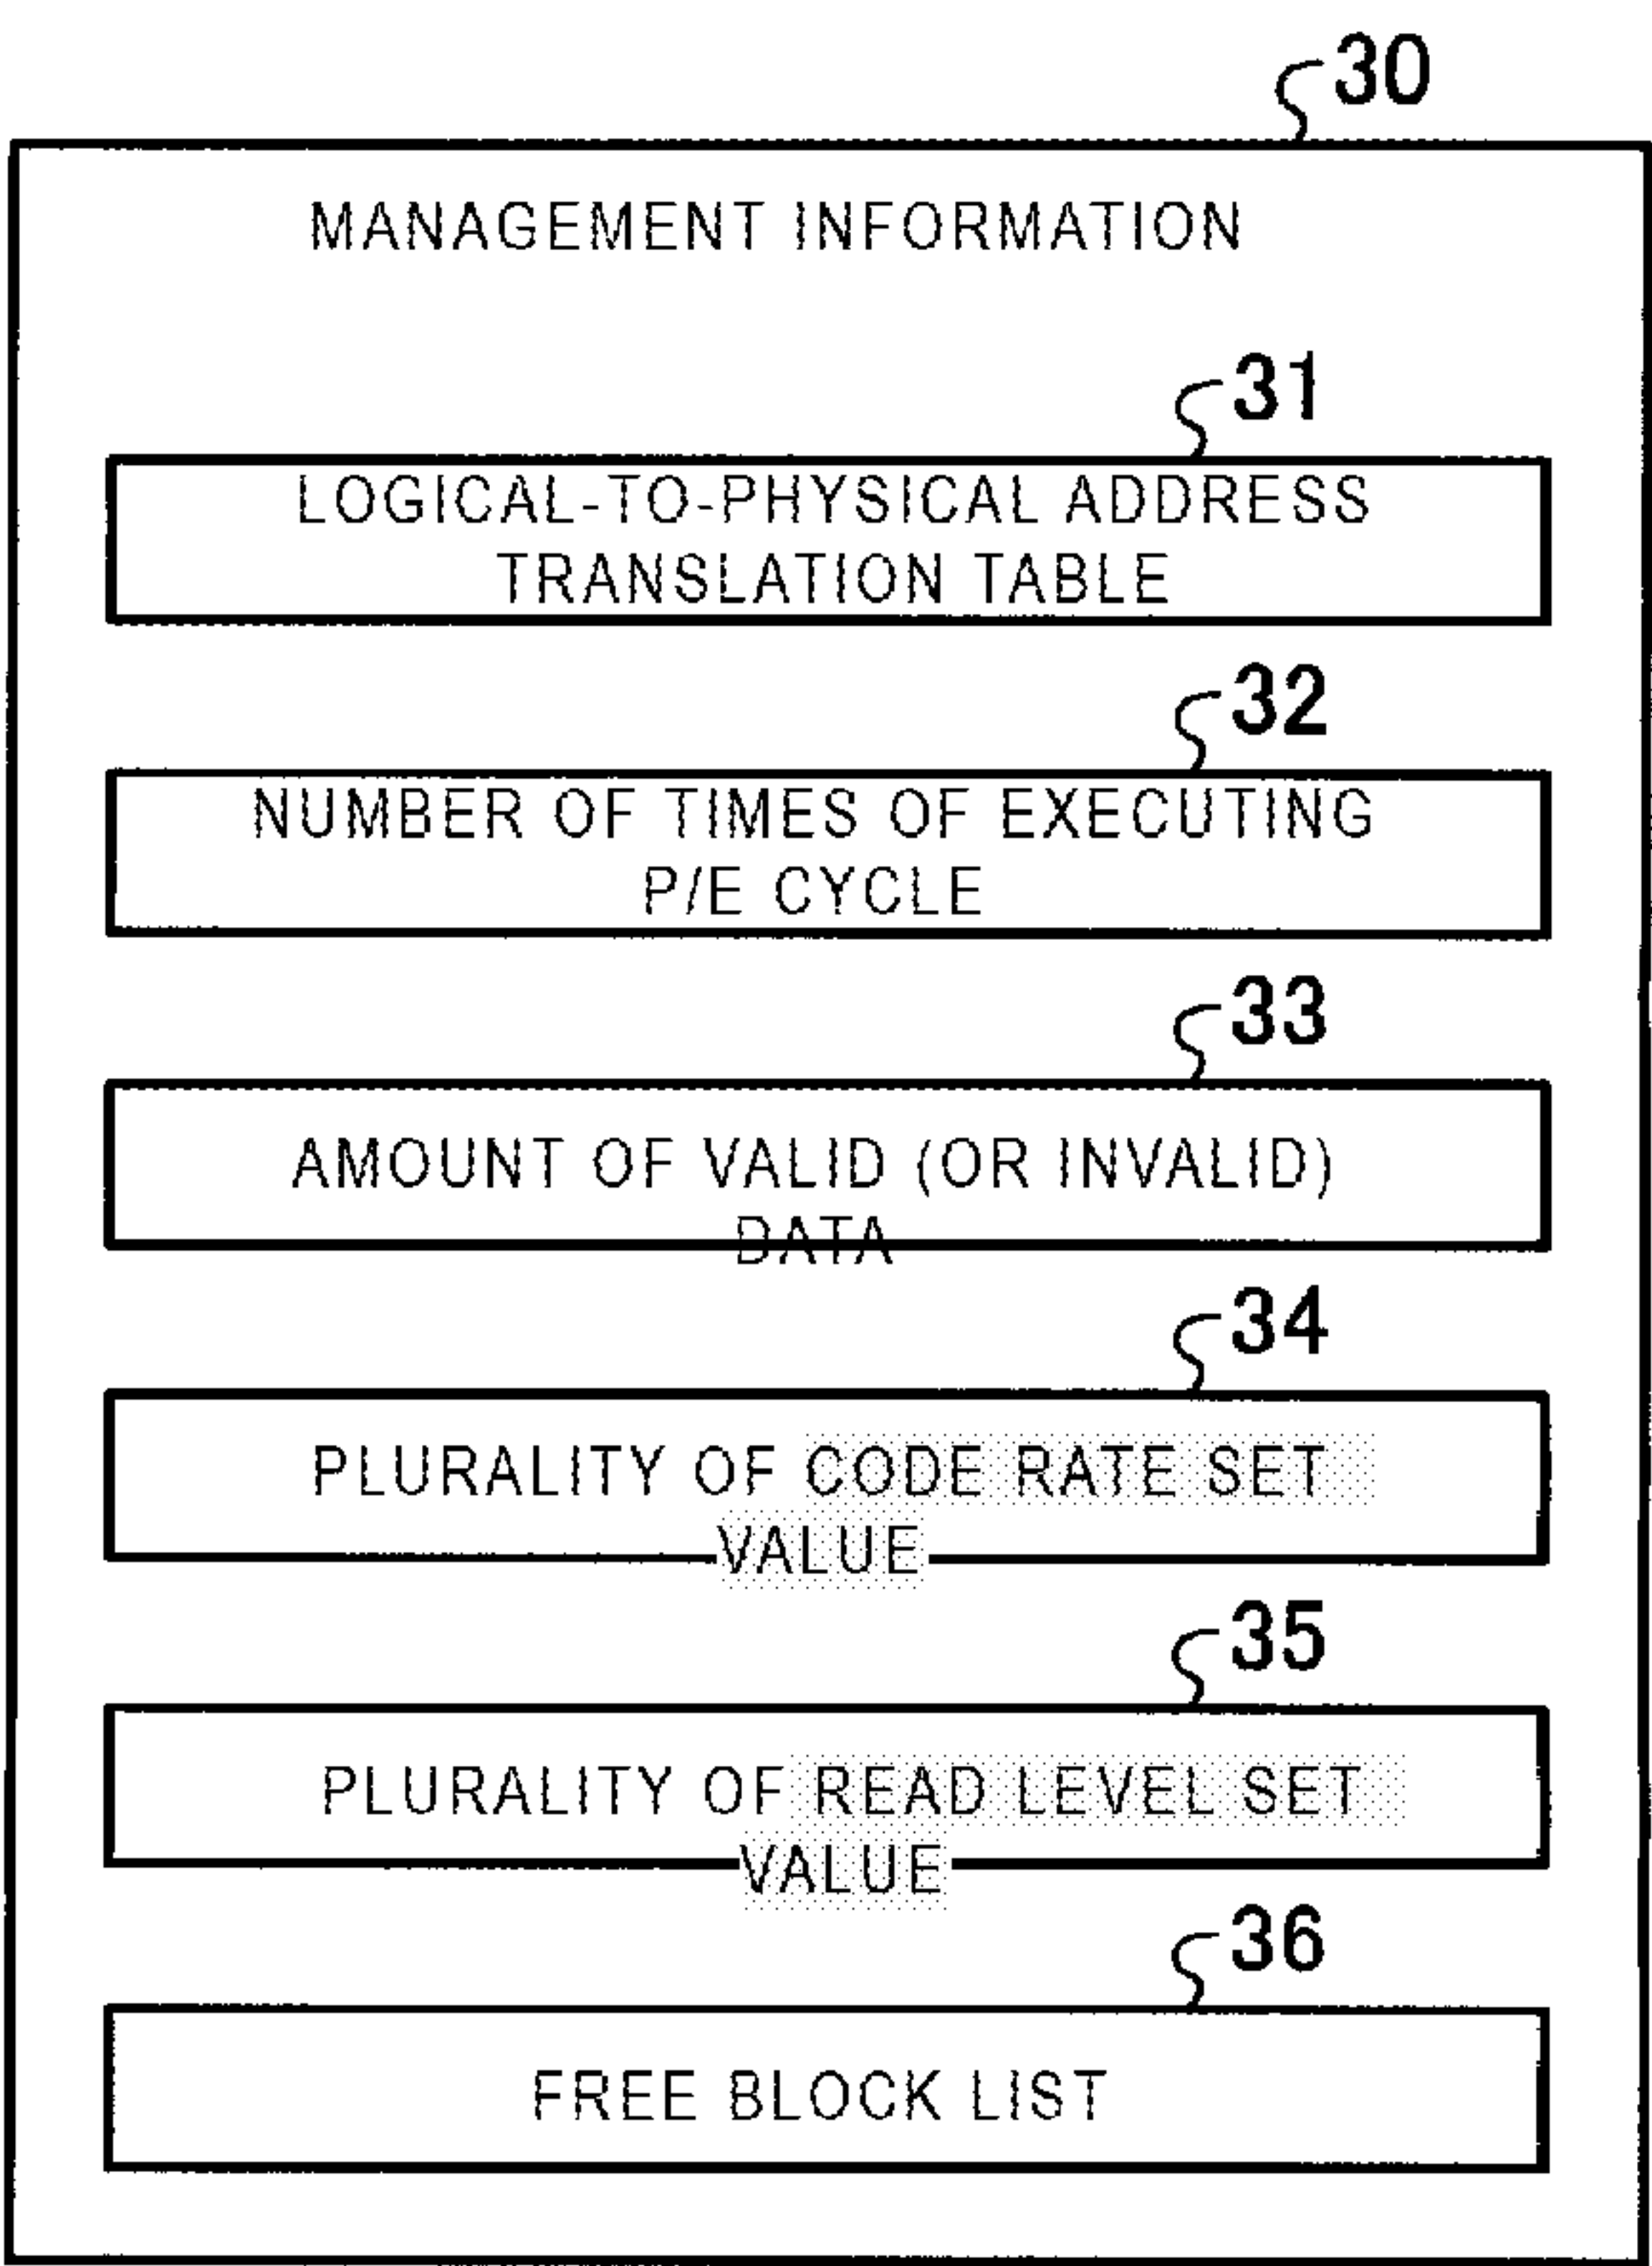 30
MANAGEMENT INFORMATION
31
LOGICAL-TO-PHYSICAL ADDRESS
TRANSLATION TABLE
32
NUMBER OF TIMES OF EXECUTING
P/E CYCLE
33
AMOUNT OF VALID (OR INVALID)
DATA
34
PLURALITY OF CODE RATE SET
VALUE
35
PLURALITY OF READ LEVEL SET
VALUE
36
FREE BLOCK LIST